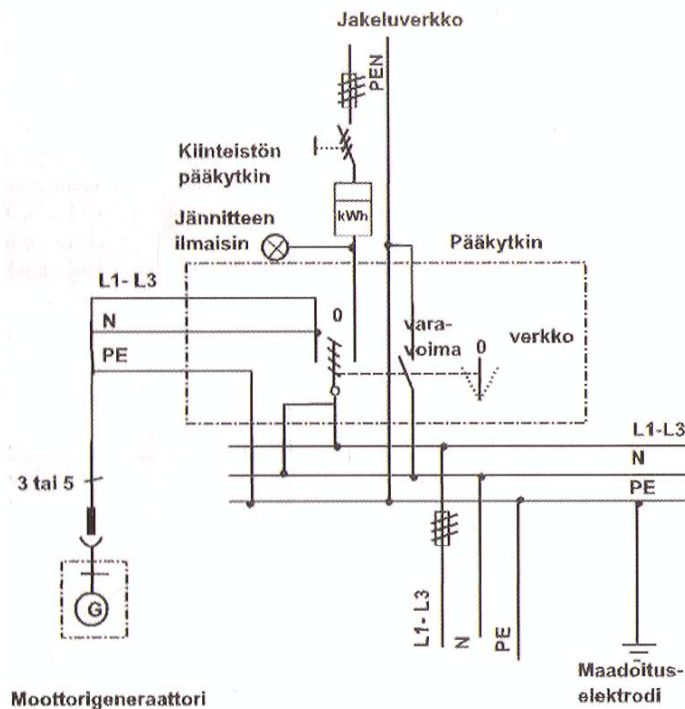 Jakeluverkko
PEN
Kiinteistön
pääkytkin
kWh
Jännitteen
ilmaisin
Pääkytkin
L1- L3
N
PE
0
vara-
voima
0
verkko
L1-L3
N
PE
3 tai 5
G
L1- L3
N
PE
Maadoitus-
elektrodi
Moottorigeneraattori